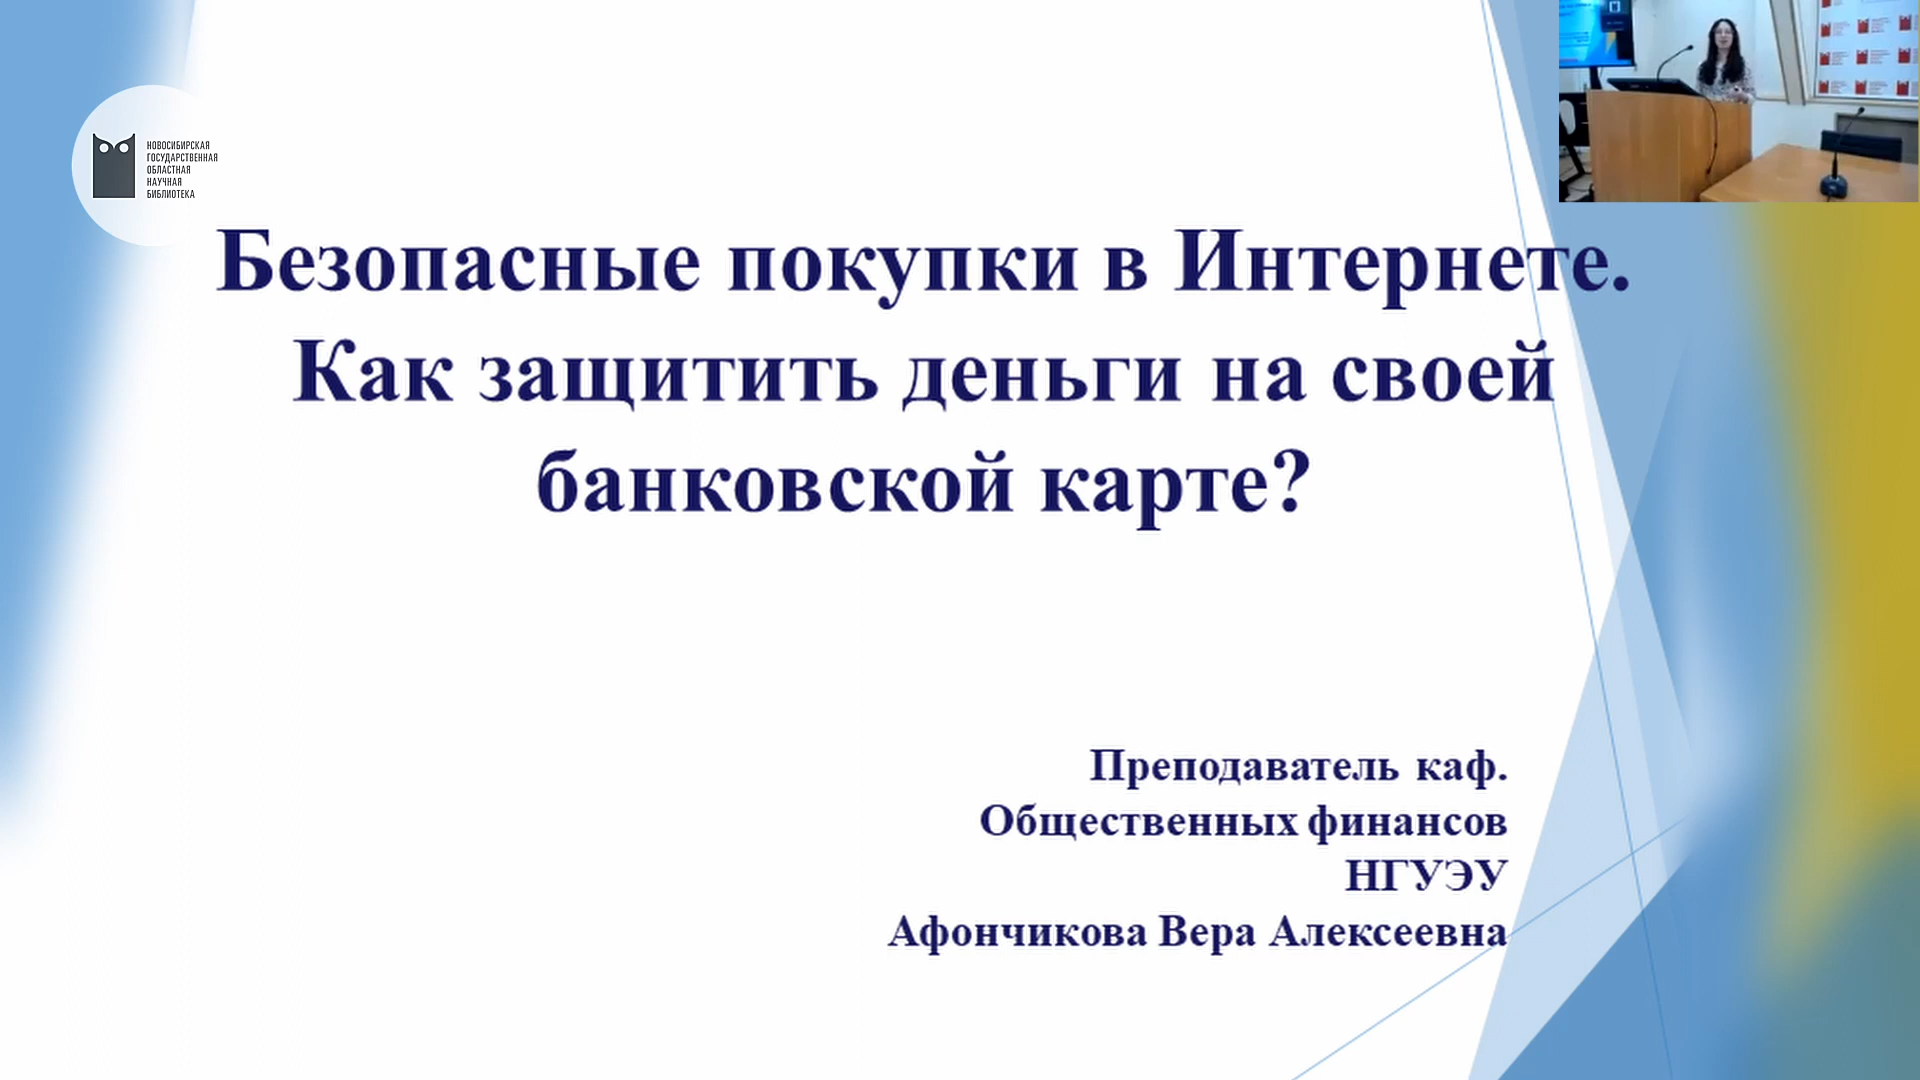 НОВОСИБИРСКАЯ
ГОСУДАРСТВЕННАЯ
ОБЛАСТНАЯ
НАУЧНАЯ
БИБЛИОТЕКА
Безопасные покупки в Интернете.
Как защитить деньги на своей
банковской карте?
Преподаватель каф.
Общественных финансов
НГУЭУ
Афончикова Вера Алексеевна